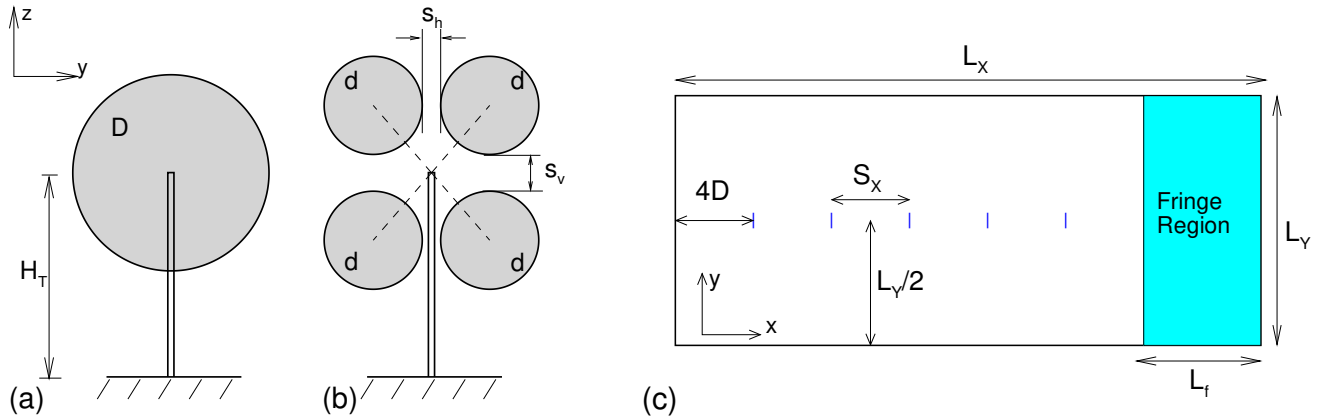 z
y
D
H_T
(a)
s_h
d
d
s_v
d
d
(b)
L_X
4D
S_X
Fringe
Region
L_Y
L_Y/2
y
x
L_f
(c)